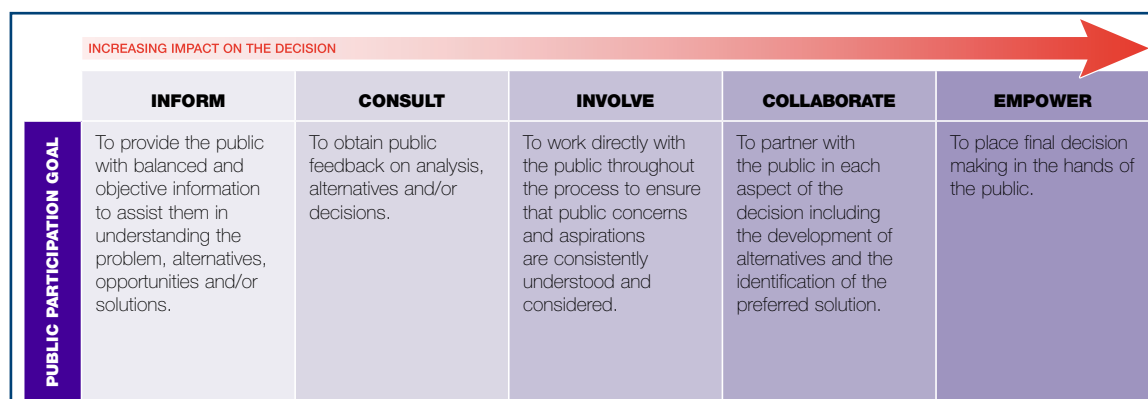 INCREASING IMPACT ON THE DECISION
INFORM
CONSULT
INVOLVE
COLLABORATE
EMPOWER
PUBLIC PARTICIPATION GOAL
To provide the public
with balanced and
objective information
to assist them in
understanding the
problem, alternatives,
opportunities and/or
solutions.
To obtain public
feedback on analysis,
alternatives and/or
decisions.
To work directly with
the public throughout
the process to ensure
that public concerns
and aspirations
are consistently
understood and
considered.
To partner with
the public in each
aspect of the
decision including
the development of
alternatives and the
identification of the
preferred solution.
To place final decision
making in the hands of
the public.